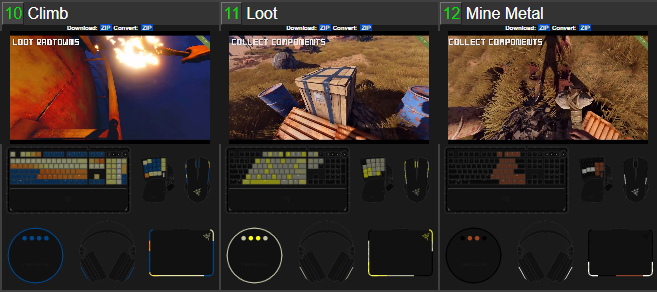 10 Climb
Download: ZIP Convert: ZIP
LOOT RADTOWNS
11 Loot
Download: ZIP Convert: ZIP
COLLECT COMPONENTS
12 Mine Metal
Download: ZIP Convert: ZIP
COLLECT COMPONENTS